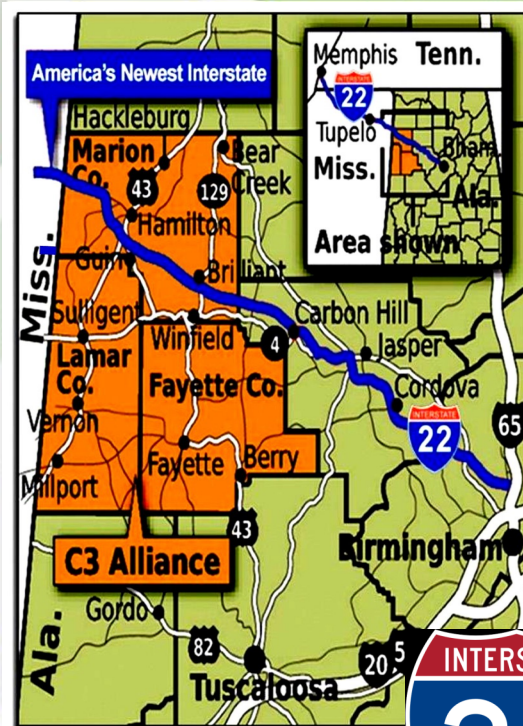 America's Newest Interstate
Memphis Tenn.
INTERSTATE
22
Tupelo
Bham.
Miss.
Ala.
Area shown
Hackleburg
Marion
Co.
Bear
Creek
43
129
Hamilton
Guin
Brilliant
Miss.
Sulligent
Winfield
4
Carbon Hill
Jasper
Lamar
Co.
Fayette Co.
Cordova
Vernon
INTERSTATE
22
65
Fayette
Berry
Millport
43
C3 Alliance
Birmingham
Gordo
Ala.
82
20
5
Tuscaloosa
INTERS